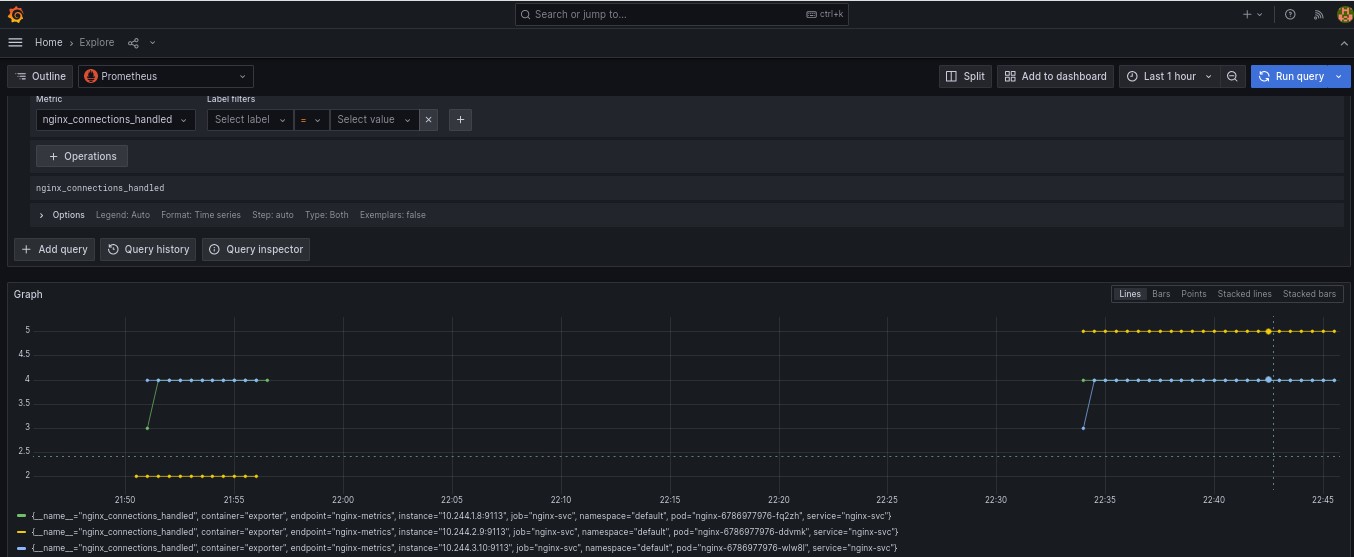 Search or jump to...
ctrl+k
Home › Explore
Outline
Prometheus
Split
Add to dashboard
Last 1 hour
Run query
Metric
Label filters
nginx_connections_handled
Select label
=
Select value
+ Operations
nginx_connections_handled
Options Legend: Auto Format: Time series Step: auto Type: Both Exemplars: false
+ Add query
Query history
Query inspector
Graph
Lines Bars Points Stacked lines Stacked bars
5
4.5
4
3.5
3
2.5
2
21:50 21:55 22:00 22:05 22:10 22:15 22:20 22:25 22:30 22:35 22:40 22:45
{__name__="nginx_connections_handled", container="exporter", endpoint="nginx-metrics", instance="10.244.1.8:9113", job="nginx-svc", namespace="default", pod="nginx-6786977976-fq2zh", service="nginx-svc"}
{__name__="nginx_connections_handled", container="exporter", endpoint="nginx-metrics", instance="10.244.2.9:9113", job="nginx-svc", namespace="default", pod="nginx-6786977976-ddvmk", service="nginx-svc"}
{__name__="nginx_connections_handled", container="exporter", endpoint="nginx-metrics", instance="10.244.3.10:9113", job="nginx-svc", namespace="default", pod="nginx-6786977976-wlw8l", service="nginx-svc"}